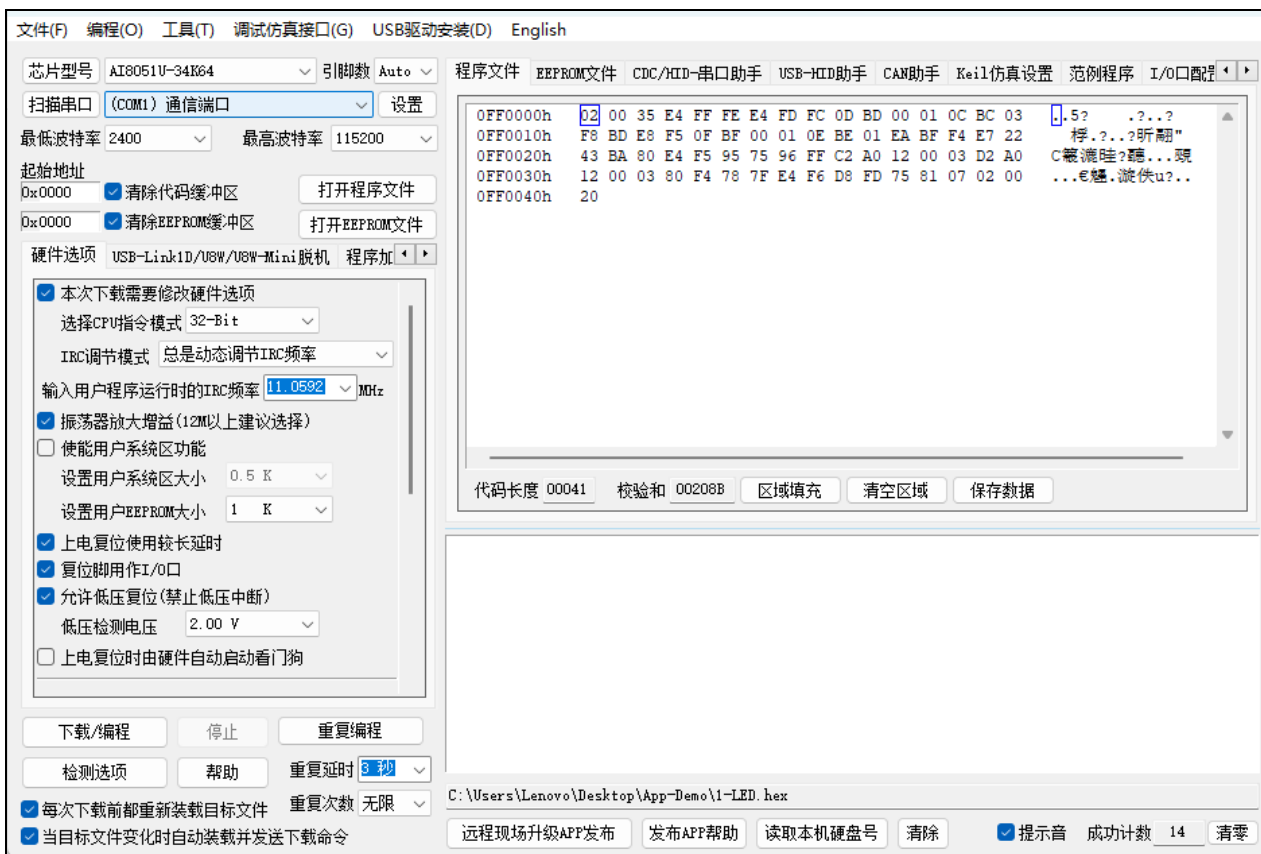 文件(F) 编程(O) 工具(T) 调试仿真接口(G) USB驱动安装(D) English
芯片型号 AI8051U-34K64 引脚数 Auto
扫描串口 (COM1) 通信端口 设置
最低波特率 2400 最高波特率 115200
起始地址
0x0000 清除代码缓冲区 打开程序文件
0x0000 清除EEPROM缓冲区 打开EEPROM文件
硬件选项 USB-Link1D/U8W/U8W-Mini脱机 程序加
本次下载需要修改硬件选项
选择CPU指令模式 32-Bit
IRC调节模式 总是动态调节IRC频率
输入用户程序运行时的IRC频率 11.0592 MHz
振荡器放大增益(12M以上建议选择)
使能用户系统区功能
设置用户系统区大小 0.5 K
设置用户EEPROM大小 1 K
上电复位使用较长延时
复位脚用作I/O口
允许低压复位(禁止低压中断)
低压检测电压 2.00 V
上电复位时由硬件自动启动看门狗
下载/编程 停止 重复编程
检测选项 帮助 重复延时 3 秒
每次下载前都重新装载目标文件 重复次数 无限
当目标文件变化时自动装载并发送下载命令
程序文件 EEPROM文件 CDC/HID-串口助手 USB-HID助手 CAN助手 Keil仿真设置 范例程序 I/O口配置
0FF0000h 02 00 35 E4 FF FE E4 FD FC 0D BD 00 01 0C BC 03 ..5? .?..?
0FF0010h F8 BD E8 F5 0F BF 00 01 0E BE 01 EA BF F4 E7 22
0FF0020h 43 BA 80 E4 F5 95 75 96 FF C2 A0 12 00 03 D2 A0
0FF0030h 12 00 03 80 F4 78 7F E4 F6 D8 FD 75 81 07 02 00
0FF0040h 20
代码长度 00041 校验和 00208B 区域填充 清空区域 保存数据
C:\Users\Lenovo\Desktop\App-Demo\1-LED.hex
远程现场升级APP发布 发布APP帮助 读取本机硬盘号 清除 提示音 成功计数 14 清零